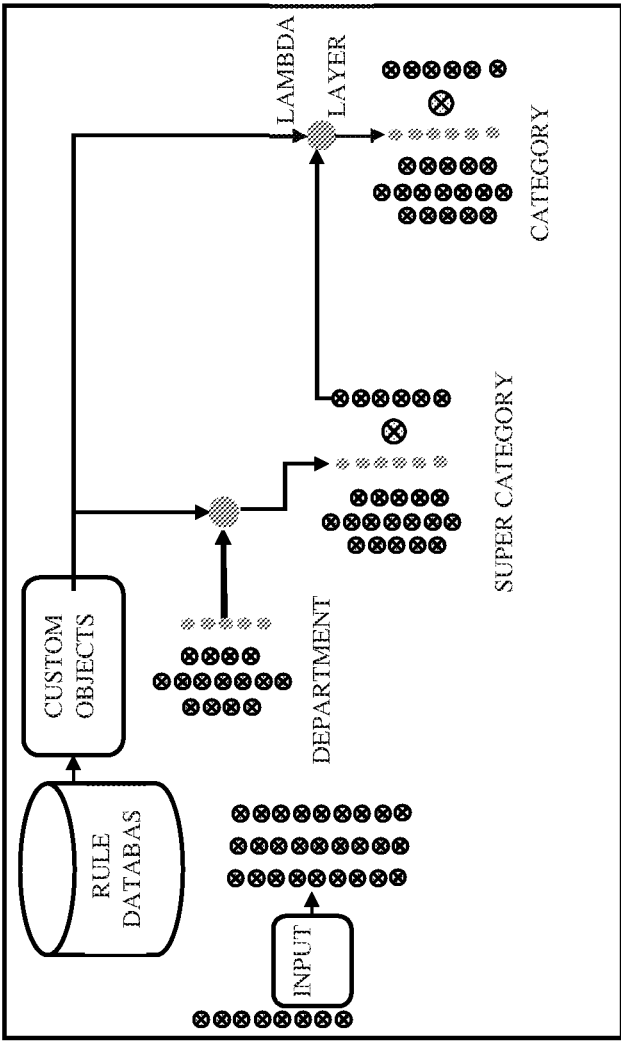 RULE
DATABAS
CUSTOM
OBJECTS
LAMBDA
LAYER
INPUT
DEPARTMENT
SUPER CATEGORY
CATEGORY